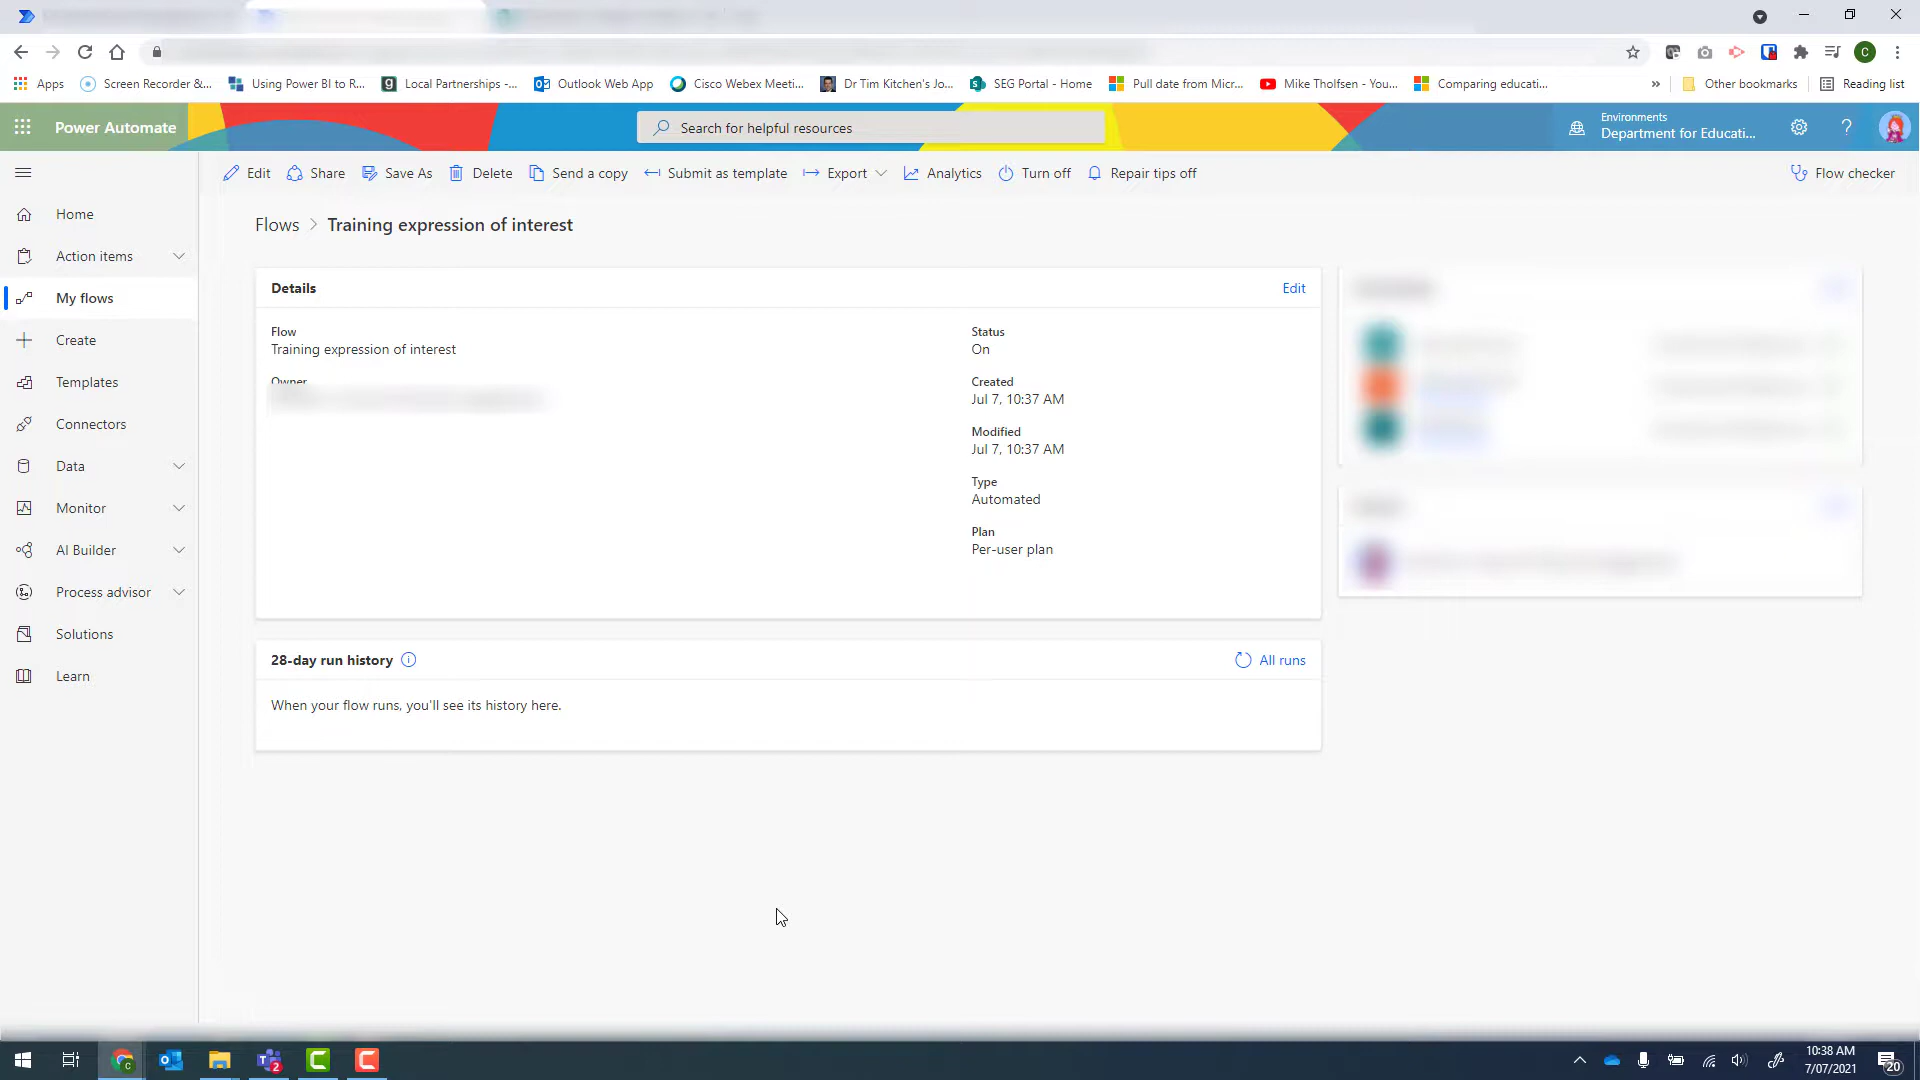 Apps
Screen Recorder &...
Using Power BI to R...
Local Partnerships -...
Outlook Web App
Cisco Webex Meeti...
Dr Tim Kitchen's Jo...
SEG Portal - Home
Pull date from Micr...
Mike Tholfsen - You...
Comparing educati...
»
Other bookmarks
Reading list
Power Automate
Search for helpful resources
Environments
Department for Educati...
Edit
Share
Save As
Delete
Send a copy
Submit as template
Export
Analytics
Turn off
Repair tips off
Flow checker
Home
Action items
My flows
Create
Templates
Connectors
Data
Monitor
AI Builder
Process advisor
Solutions
Learn
Flows > Training expression of interest
Details
Edit
Flow
Training expression of interest
Owner
Status
On
Created
Jul 7, 10:37 AM
Modified
Jul 7, 10:37 AM
Type
Automated
Plan
Per-user plan
28-day run history
All runs
When your flow runs, you'll see its history here.
10:38 AM
7/07/2021
20